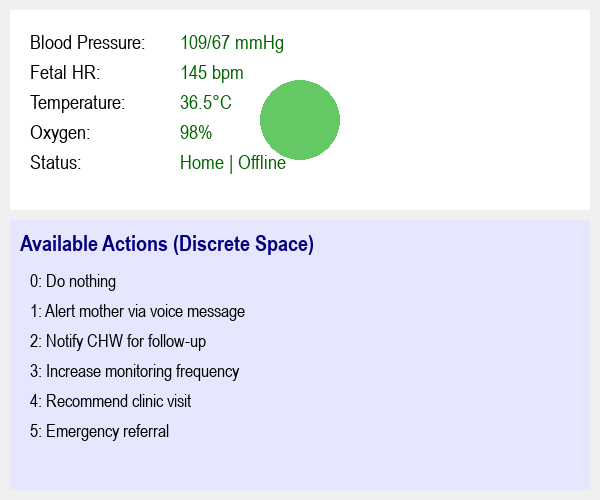 Blood Pressure: 109/67 mmHg
Fetal HR: 145 bpm
Temperature: 36.5°C
Oxygen: 98%
Status: Home | Offline
Available Actions (Discrete Space)
0: Do nothing
1: Alert mother via voice message
2: Notify CHW for follow-up
3: Increase monitoring frequency
4: Recommend clinic visit
5: Emergency referral